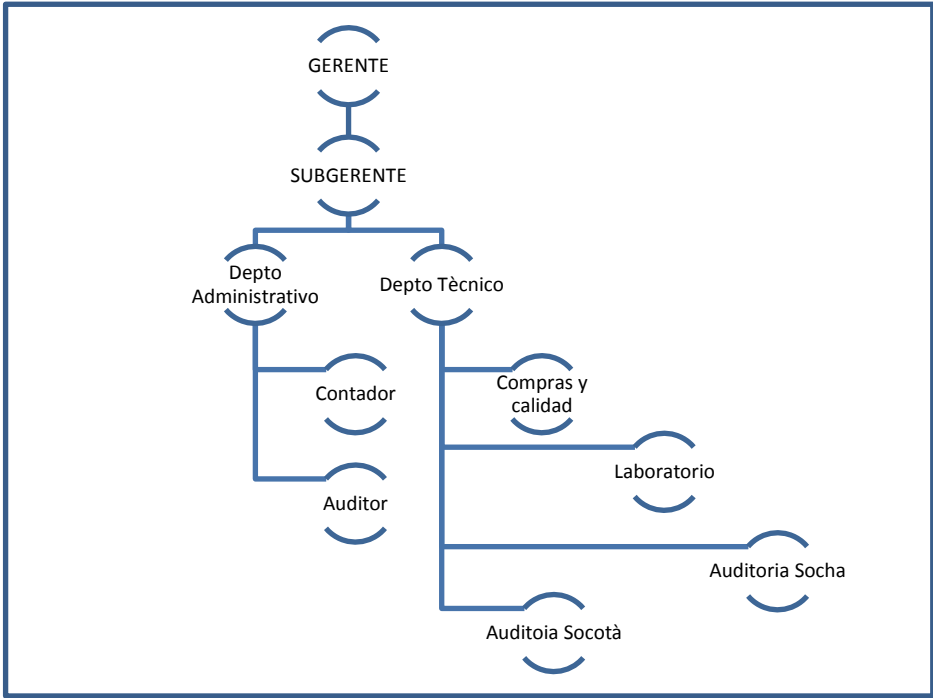 GERENTE
SUBGERENTE
Depto
Administrativo
Depto Tècnico
Contador
Auditor
Compras y
calidad
Laboratorio
Auditoria Socha
Auditoia Socotà